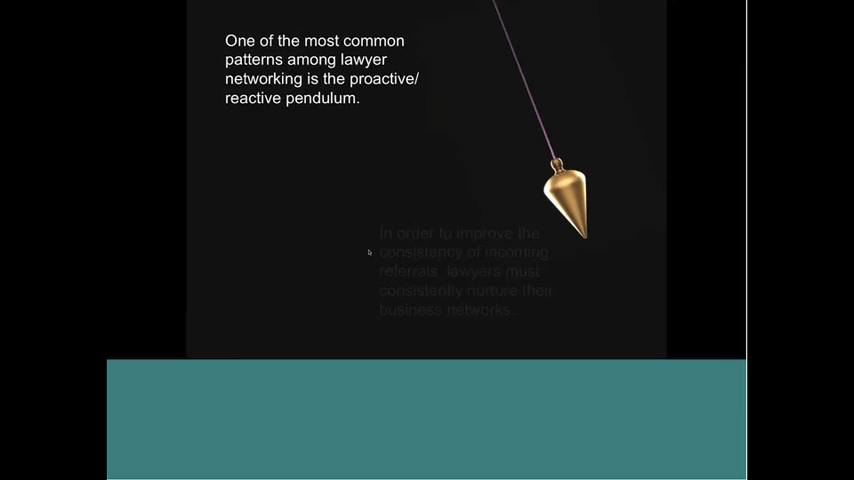 One of the most common
patterns among lawyer
networking is the proactive/
reactive pendulum.
In order to improve the
consistency of incoming
referrals, lawyers must
consistently nurture their
business networks.